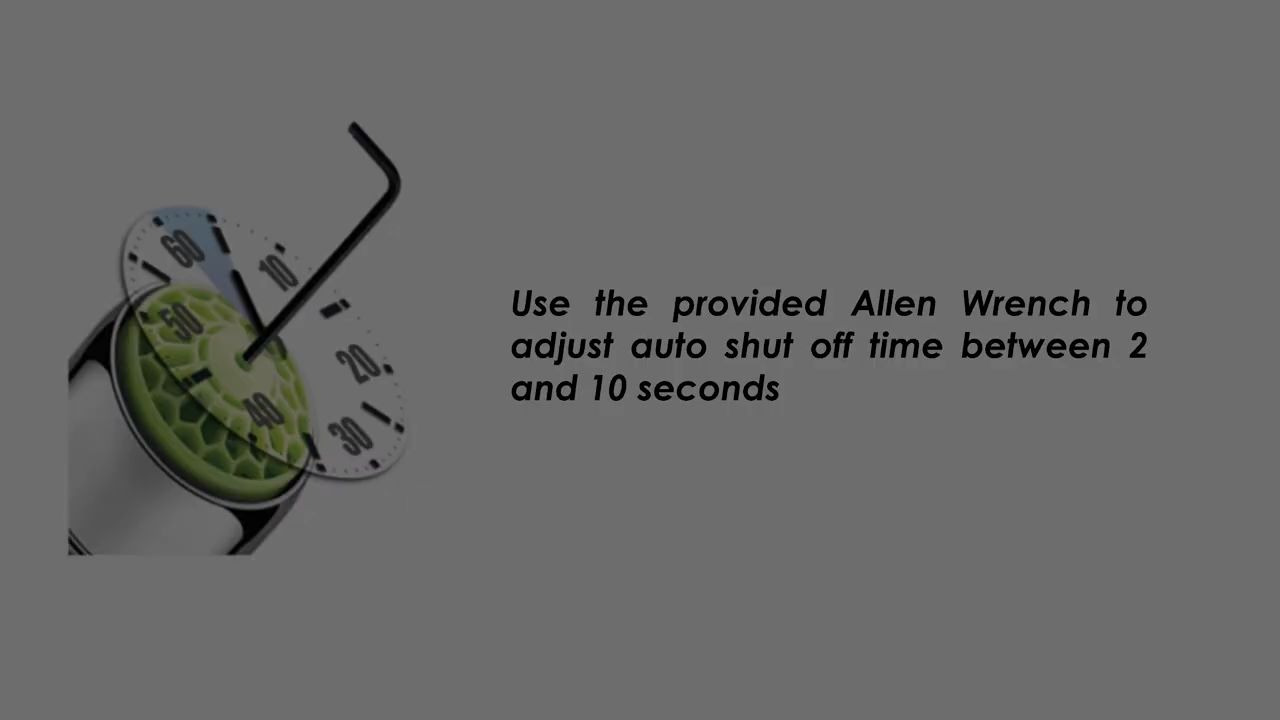 60
10
50
20
40
30
Use the provided Allen Wrench to
adjust auto shut off time between 2
and 10 seconds